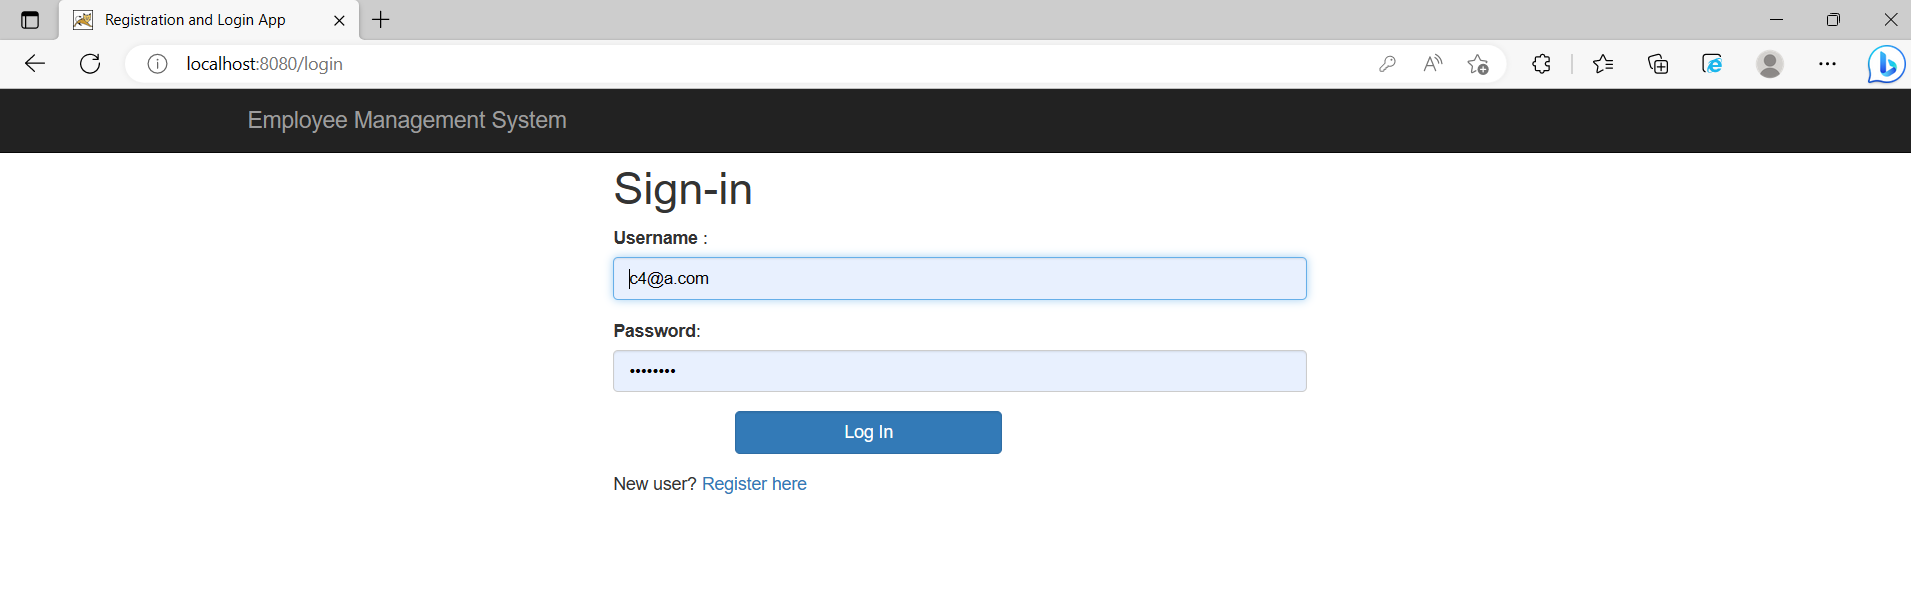 Registration and Login App
localhost:8080/login
Employee Management System
Sign-in
Username :
c4@a.com
Password:
••••••••
Log In
New user? Register here